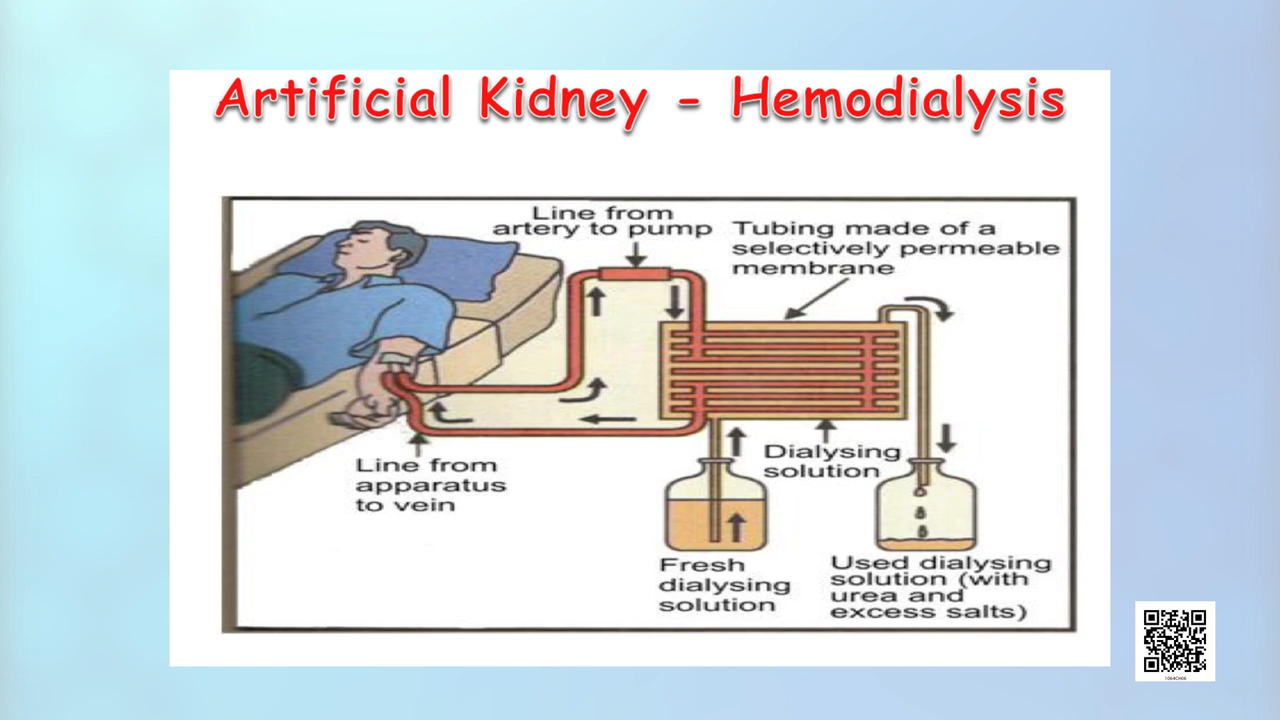 Artificial Kidney - Hemodialysis
Line from
artery to pump
Tubing made of a
selectively permeable
membrane
Line from
apparatus
to vein
Dialysing
solution
Fresh
dialysing
solution
Used dialysing
solution (with
urea and
excess salts)
1064CH06